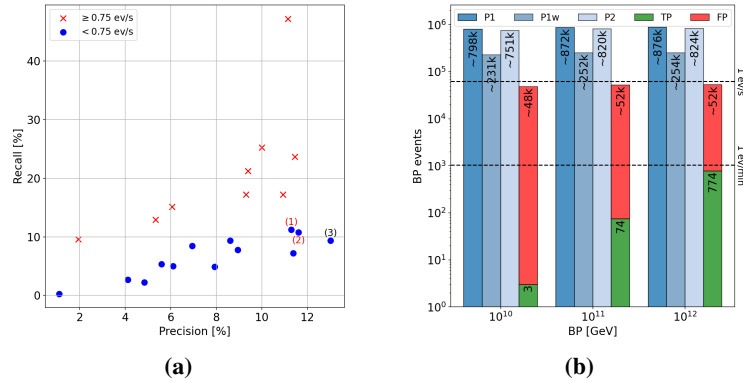 ≥ 0.75 ev/s
< 0.75 ev/s
Recall [%]
40
30
20
10
0
(1)
(2)
(3)
2 4 6 8 10 12
Precision [%]
(a)
P1 P1w P2 TP FP
BP events
10⁶
10⁵
10⁴
10³
10²
10¹
10⁰
~798k
~231k
~751k
~48k
3
~872k
~252k
~820k
~52k
74
~876k
~254k
~824k
~52k
774
1 ev/s
1 ev/min
10¹⁰ 10¹¹ 10¹²
BP [GeV]
(b)